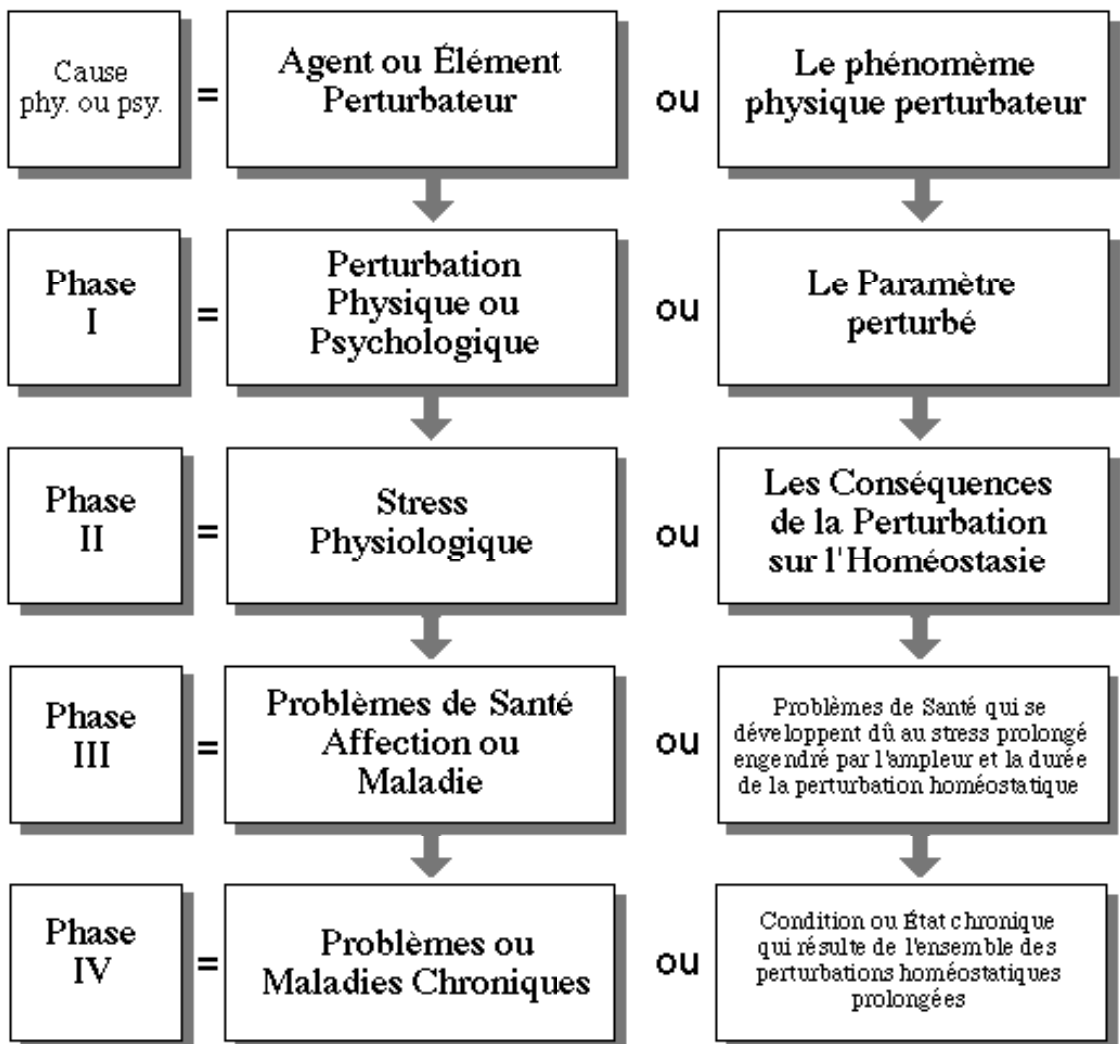 Cause
phy. ou psy.
=
Agent ou Élément
Perturbateur
ou
Le phénomème
physique perturbateur
Phase
I
=
Perturbation
Physique ou
Psychologique
ou
Le Paramètre
perturbé
Phase
II
=
Stress
Physiologique
ou
Les Conséquences
de la Perturbation
sur l'Homéostasie
Phase
III
=
Problèmes de Santé
Affection ou
Maladie
ou
Problèmes de Santé qui se
développent dû au stress prolongé
engendré par l'ampleur et la durée
de la perturbation homéostatique
Phase
IV
=
Problèmes ou
Maladies Chroniques
ou
Condition ou État chronique
qui résulte de l'ensemble des
perturbations homéostatiques
prolongées